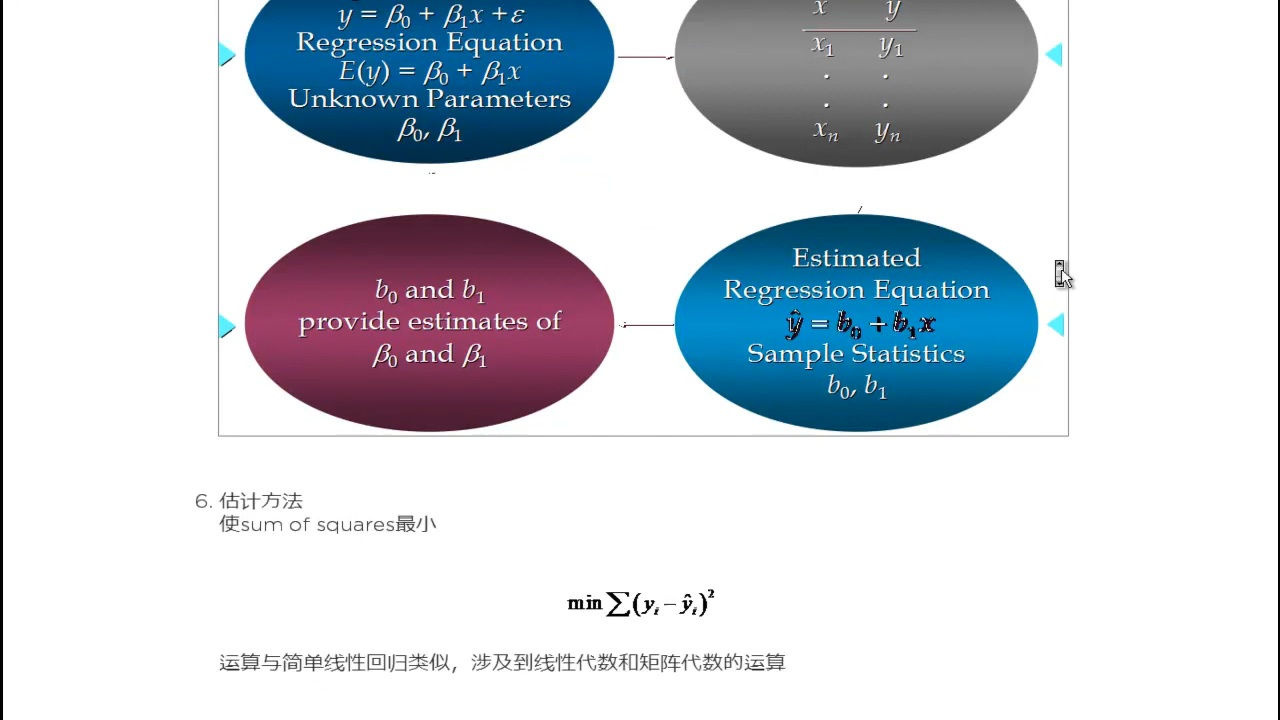 y = β0 + β1x + ε
Regression Equation
E(y) = β0 + β1x
Unknown Parameters
β0, β1
x y
x1 y1
. .
. .
xn yn
b0 and b1
provide estimates of
β0 and β1
Estimated
Regression Equation
ŷ = b0 + b1x
Sample Statistics
b0, b1
6. 估计方法
使sum of squares最小
min ∑(yi − ŷi)²
运算与简单线性回归类似，涉及到线性代数和矩阵代数的运算